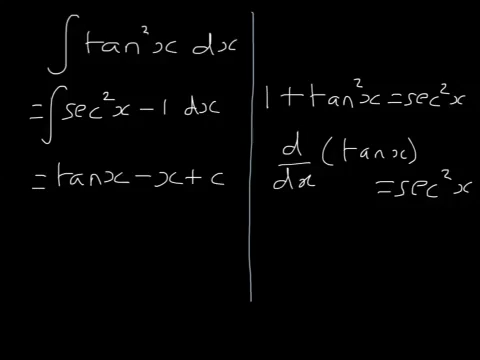 ∫ tan²x dx
= ∫ sec²x − 1 dx
= tanx − x + c
1 + tan²x = sec²x
d/dx (tanx)
= sec²x